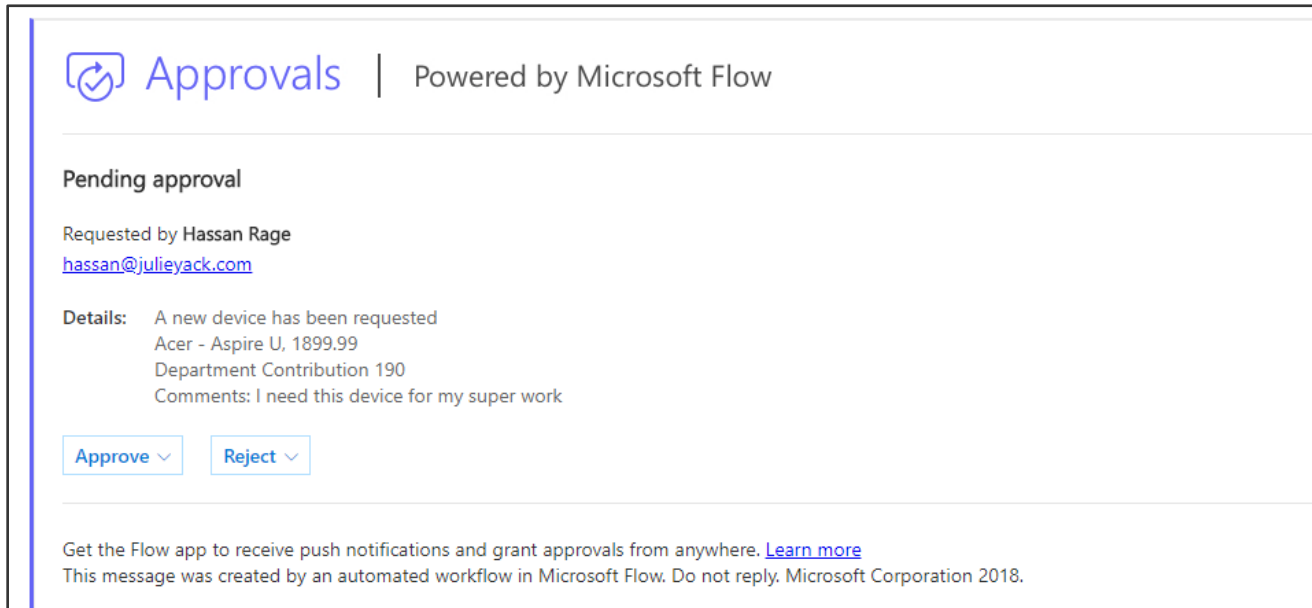 Approvals | Powered by Microsoft Flow
Pending approval
Requested by Hassan Rage
hassan@julieyack.com
Details: A new device has been requested
Acer - Aspire U, 1899.99
Department Contribution 190
Comments: I need this device for my super work
Approve Reject
Get the Flow app to receive push notifications and grant approvals from anywhere. Learn more
This message was created by an automated workflow in Microsoft Flow. Do not reply. Microsoft Corporation 2018.